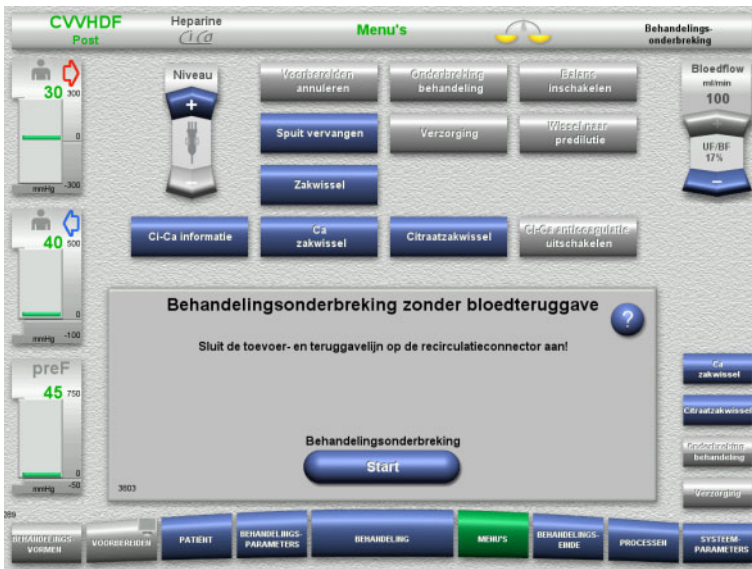 CVVHDF
Post
Heparine
Ci Ca
Menu's
Behandelings-
onderbreking
30
300
0
mmHg
-300
Niveau
+
–
Voorbereiden
annuleren
Onderbreking
behandeling
Balans
inschakelen
Spuit vervangen
Verzorging
Wissel naar
predilutie
Zakwissel
Bloedflow
ml/min
100
+
UF/BF
17%
–
40
500
0
mmHg
-100
Ci-Ca informatie
Ca
zakwissel
Citraatzakwissel
Ci-Ca anticoagulatie
uitschakelen
Behandelingsonderbreking zonder bloedteruggave
?
Sluit de toevoer- en teruggavelijn op de recirculatieconnector aan!
Behandelingsonderbreking
Start
3603
preF
45
750
0
mmHg
-50
Ca
zakwissel
Citraatzakwissel
Onderbreking
behandeling
Verzorging
BEHANDELINGS
VORMEN
VOORBEREIDEN
PATIËNT
BEHANDELINGS-
PARAMETERS
BEHANDELING
MENU'S
BEHANDELINGS-
EINDE
PROCESSEN
SYSTEEM-
PARAMETERS